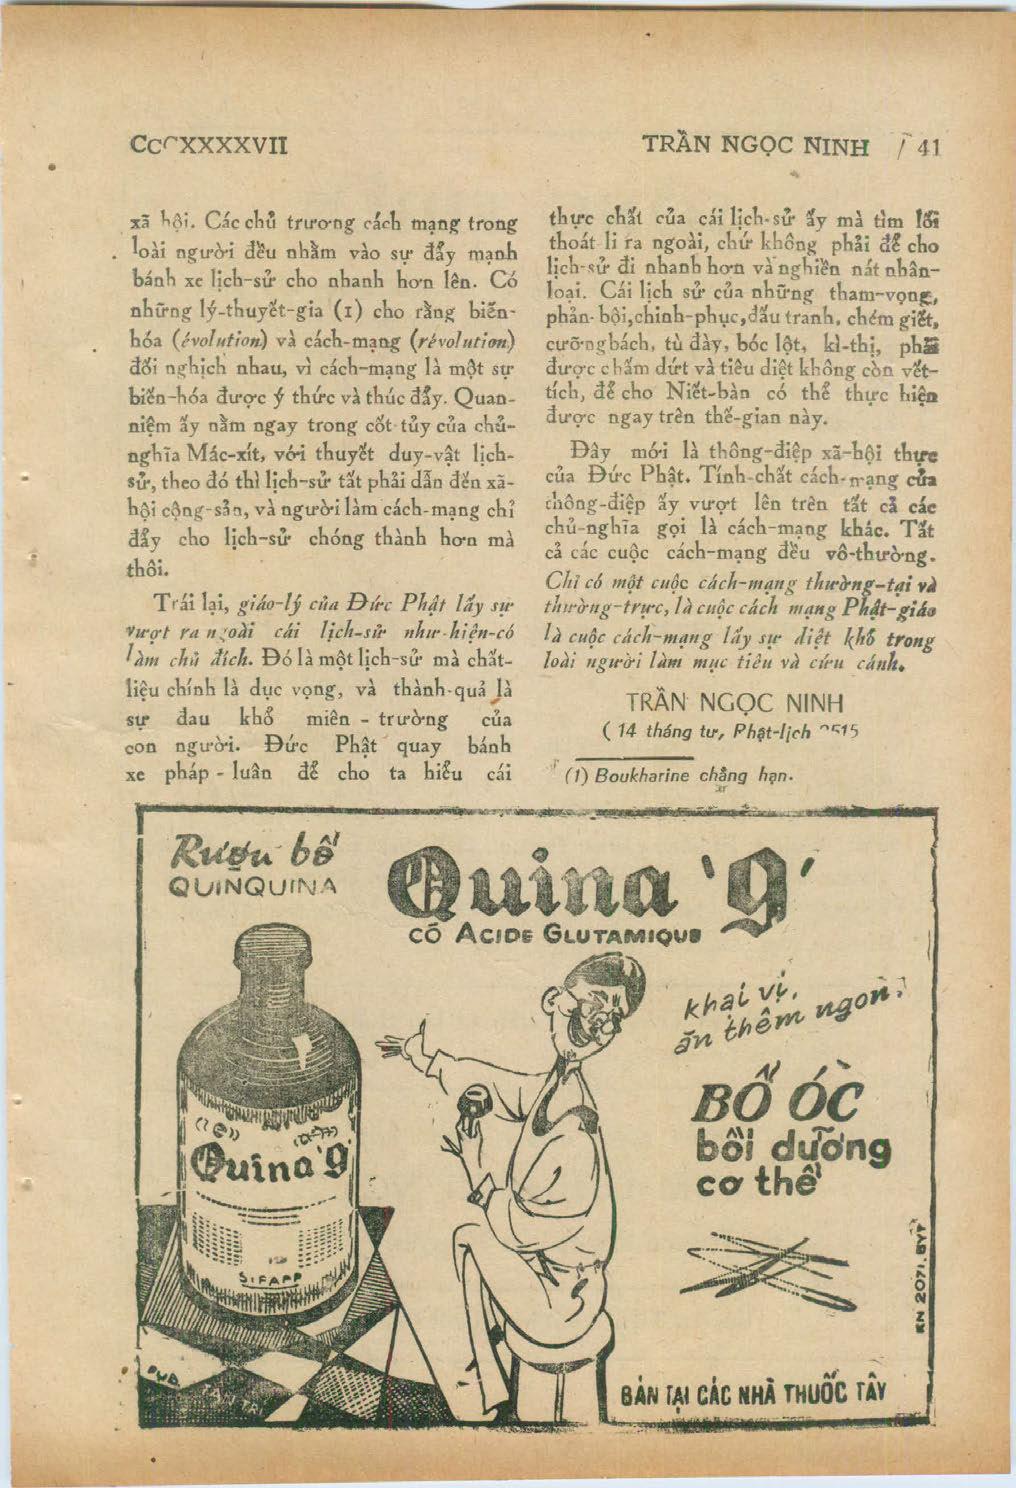 CCCXXXXVII
TRẦN NGỌC NINH / 41
xã hội. Các chủ trương cách mạng trong
loài người đều nhằm vào sự đẩy mạnh
bánh xe lịch-sử cho nhanh hơn lên. Có
những lý-thuyết-gia (1) cho rằng biến-
hóa (évolution) và cách-mạng (révolution)
đối nghịch nhau, vì cách-mạng là một sự
biến-hóa được ý thức và thúc đẩy. Quan-
niệm ấy nằm ngay trong cốt-tủy của chủ-
nghĩa Mác-xít, với thuyết duy-vật lịch-
sử, theo đó thì lịch-sử tất phải dẫn đến xã-
hội cộng-sản, và người làm cách-mạng chỉ
đẩy cho lịch-sử chóng thành hơn mà
thôi.
Trái lại, giáo-lý của Đức Phật lấy sự
vượt ra ngoài cái lịch-sử như-hiện-có
làm chủ đích. Đó là một lịch-sử mà chất-
liệu chính là dục vọng, và thành-quả là
sự đau khổ miên - trường của
con người. Đức Phật quay bánh
xe pháp - luân để cho ta hiểu cái
thực chất của cái lịch-sử ấy mà tìm lối
thoát li ra ngoài, chứ không phải để cho
lịch-sử đi nhanh hơn và nghiền nát nhân-
loại. Cái lịch sử của những tham-vọng,
phản-bội, chinh-phục, đấu tranh, chém giết,
cưỡng bách, tù đày, bóc lột, kì-thị, phải
được chấm dứt và tiêu diệt không còn vết-
tích, để cho Niết-bàn có thể thực hiện
được ngay trên thế-gian này.
Đây mới là thông-điệp xã-hội thực
của Đức Phật. Tính-chất cách-mạng của
thông-điệp ấy vượt lên trên tất cả các
chủ-nghĩa gọi là cách-mạng khác. Tất
cả các cuộc cách-mạng đều vô-thường.
Chỉ có một cuộc cách-mạng thường-tại và
thường-trực, là cuộc cách mạng Phật-giáo
là cuộc cách-mạng lấy sự diệt khổ trong
loài người làm mục tiêu và cứu cánh.
TRẦN NGỌC NINH
( 14 tháng tư, Phật-lịch 2515
(1) Boukharine chẳng hạn.
Rượu bổ
QUINQUINA
Quina '9'
CÓ ACIDE GLUTAMIQUE
khai vị,
ăn thêm ngon.
BỔ ÓC
bồi dưỡng
cơ thể
Quina '9'
SIFAPP
KN 2071. BYT
BÁN TẠI CÁC NHÀ THUỐC TÂY